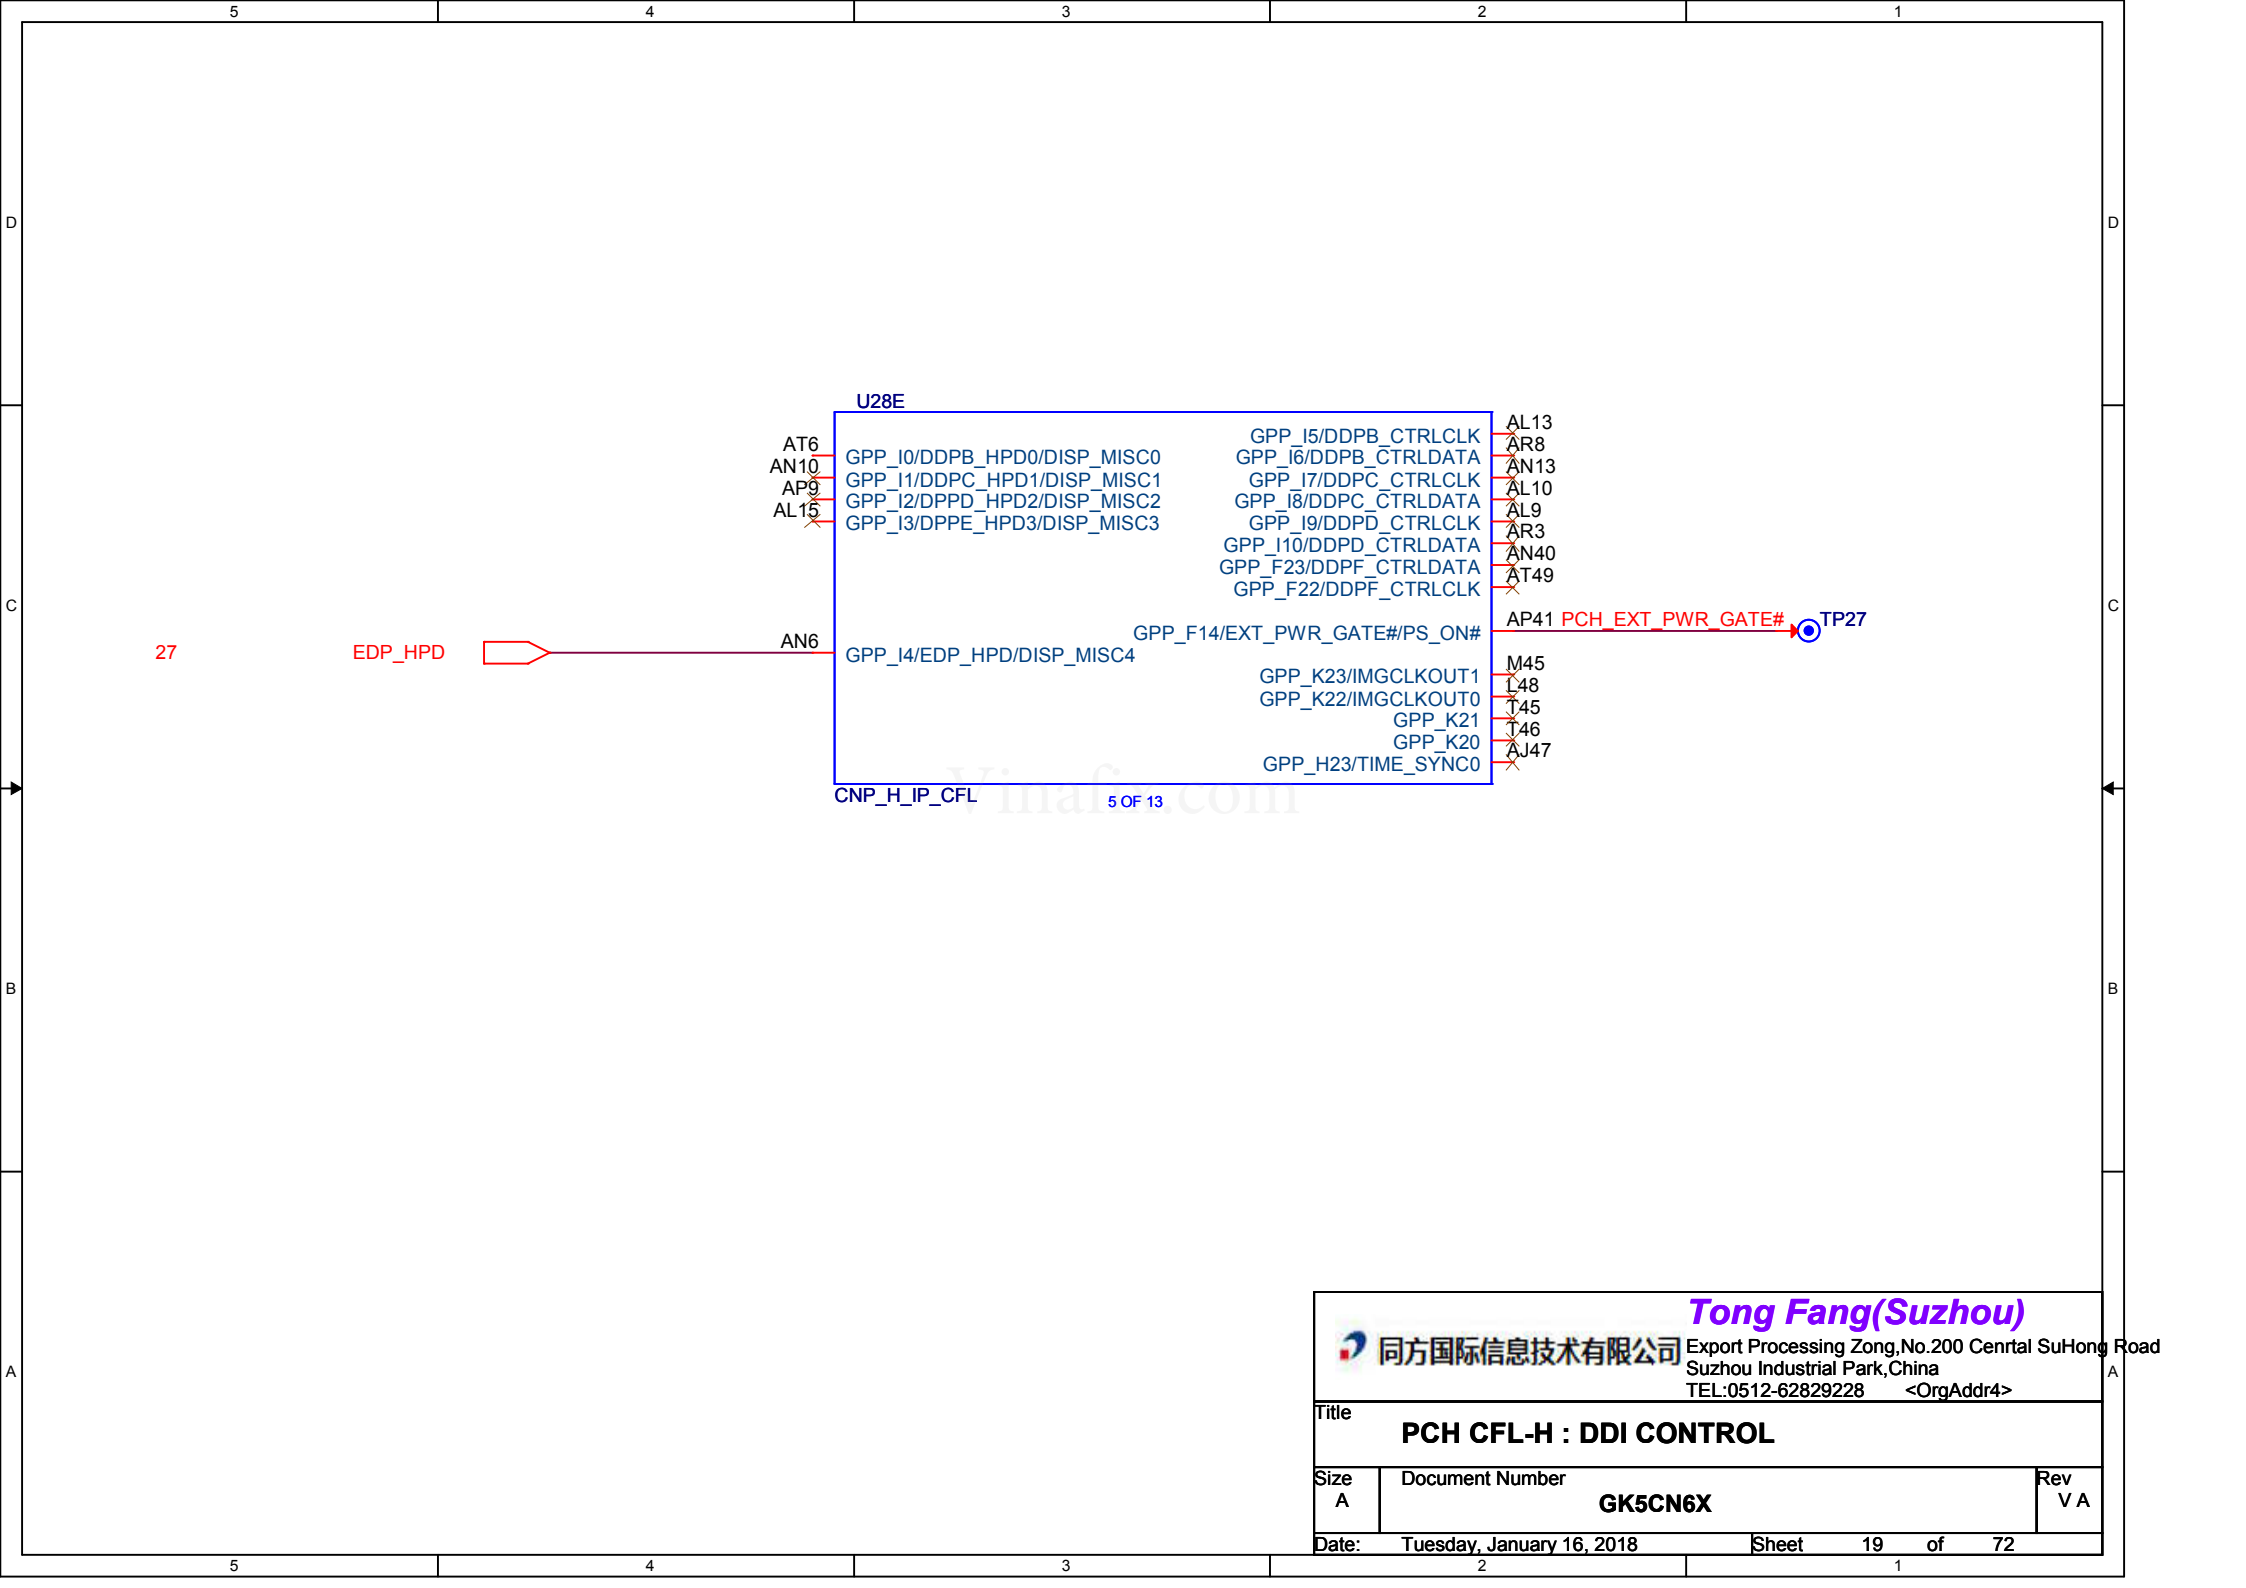 5 4 3 2 1
D D
U28E
AT6 GPP_I0/DDPB_HPD0/DISP_MISC0
AN10 GPP_I1/DDPC_HPD1/DISP_MISC1
AP9 GPP_I2/DPPD_HPD2/DISP_MISC2
AL15 GPP_I3/DPPE_HPD3/DISP_MISC3
GPP_I5/DDPB_CTRLCLK AL13
GPP_I6/DDPB_CTRLDATA AR8
GPP_I7/DDPC_CTRLCLK AN13
GPP_I8/DDPC_CTRLDATA AL10
GPP_I9/DDPD_CTRLCLK AL9
GPP_I10/DDPD_CTRLDATA AR3
GPP_F23/DDPF_CTRLDATA AN40
GPP_F22/DDPF_CTRLCLK AT49
C C
GPP_F14/EXT_PWR_GATE#/PS_ON# AP41 PCH_EXT_PWR_GATE# TP27
27 EDP_HPD AN6 GPP_I4/EDP_HPD/DISP_MISC4
GPP_K23/IMGCLKOUT1 M45
GPP_K22/IMGCLKOUT0 L48
GPP_K21 T45
GPP_K20 T46
GPP_H23/TIME_SYNC0 AJ47
CNP_H_IP_CFL 5 OF 13
Vinafix.com
B B
Tong Fang(Suzhou)
同方国际信息技术有限公司
Export Processing Zong,No.200 Cenrtal SuHong Road
Suzhou Industrial Park,China
TEL:0512-62829228 <OrgAddr4>
A A
Title
PCH CFL-H : DDI CONTROL
Size Document Number Rev
A GK5CN6X V A
Date: Tuesday, January 16, 2018 Sheet 19 of 72
5 4 3 2 1